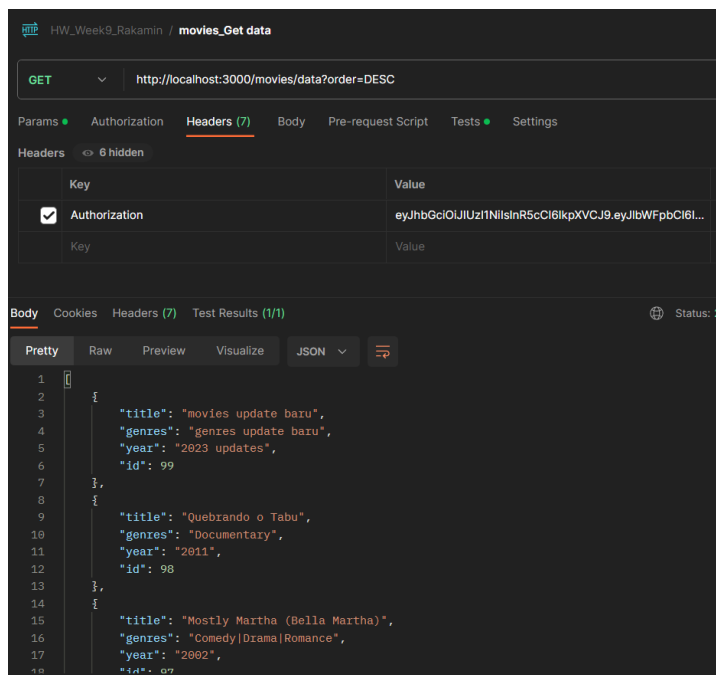 HTTP HW_Week9_Rakamin / movies_Get data
GET http://localhost:3000/movies/data?order=DESC
Params Authorization Headers (7) Body Pre-request Script Tests Settings
Headers 6 hidden
Key Value
Authorization eyJhbGciOiJIUzI1NiIsInR5cCI6IkpXVCJ9.eyJlbWFpbCI6I...
Key Value
Body Cookies Headers (7) Test Results (1/1) Status:
Pretty Raw Preview Visualize JSON
1 [
2 {
3 "title": "movies update baru",
4 "genres": "genres update baru",
5 "year": "2023 updates",
6 "id": 99
7 },
8 {
9 "title": "Quebrando o Tabu",
10 "genres": "Documentary",
11 "year": "2011",
12 "id": 98
13 },
14 {
15 "title": "Mostly Martha (Bella Martha)",
16 "genres": "Comedy|Drama|Romance",
17 "year": "2002",
18 "id": 97